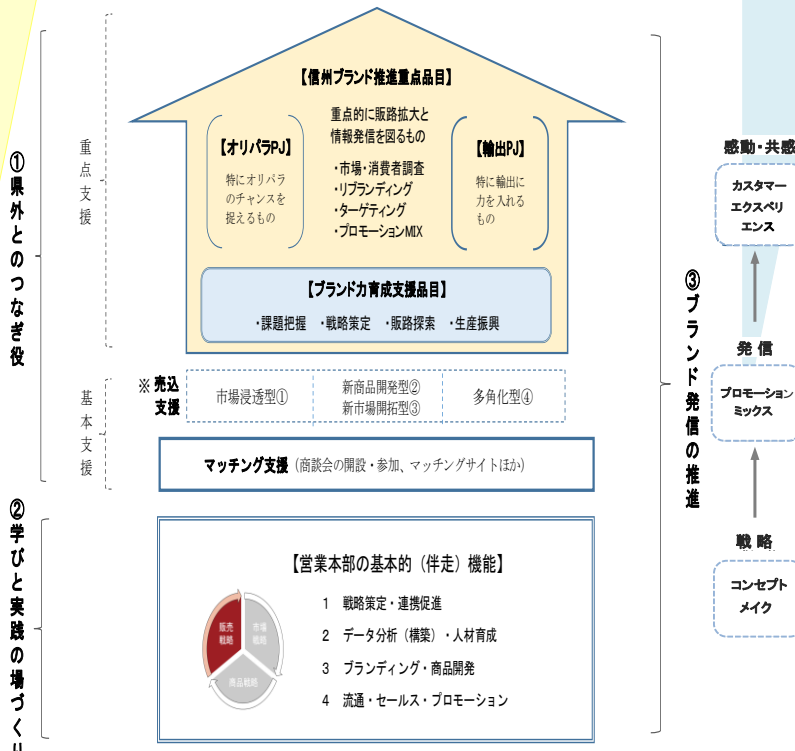 ①県外とのつなぎ役
重点支援
【信州ブランド推進重点品目】
重点的に販路拡大と
情報発信を図るもの
・市場・消費者調査
・リブランディング
・ターゲティング
・プロモーションMIX
【オリパラPJ】
特にオリパラ
のチャンスを
捉えるもの
【輸出PJ】
特に輸出に
力を入れる
もの
【ブランド力育成支援品目】
・課題把握 ・戦略策定 ・販路探索 ・生産振興
基本支援
※ 売込
支援
市場浸透型①
新商品開発型②
新市場開拓型③
多角化型④
マッチング支援（商談会の開設・参加、マッチングサイトほか）
②学びと実践の場づくり
【営業本部の基本的（伴走）機能】
販売
戦略
市場
戦略
商品戦略
1 戦略策定・連携促進
2 データ分析（構築）・人材育成
3 ブランディング・商品開発
4 流通・セールス・プロモーション
③ブランド発信の推進
感動・共感
カスタマー
エクスペリ
エンス
発信
プロモーション
ミックス
戦略
コンセプト
メイク